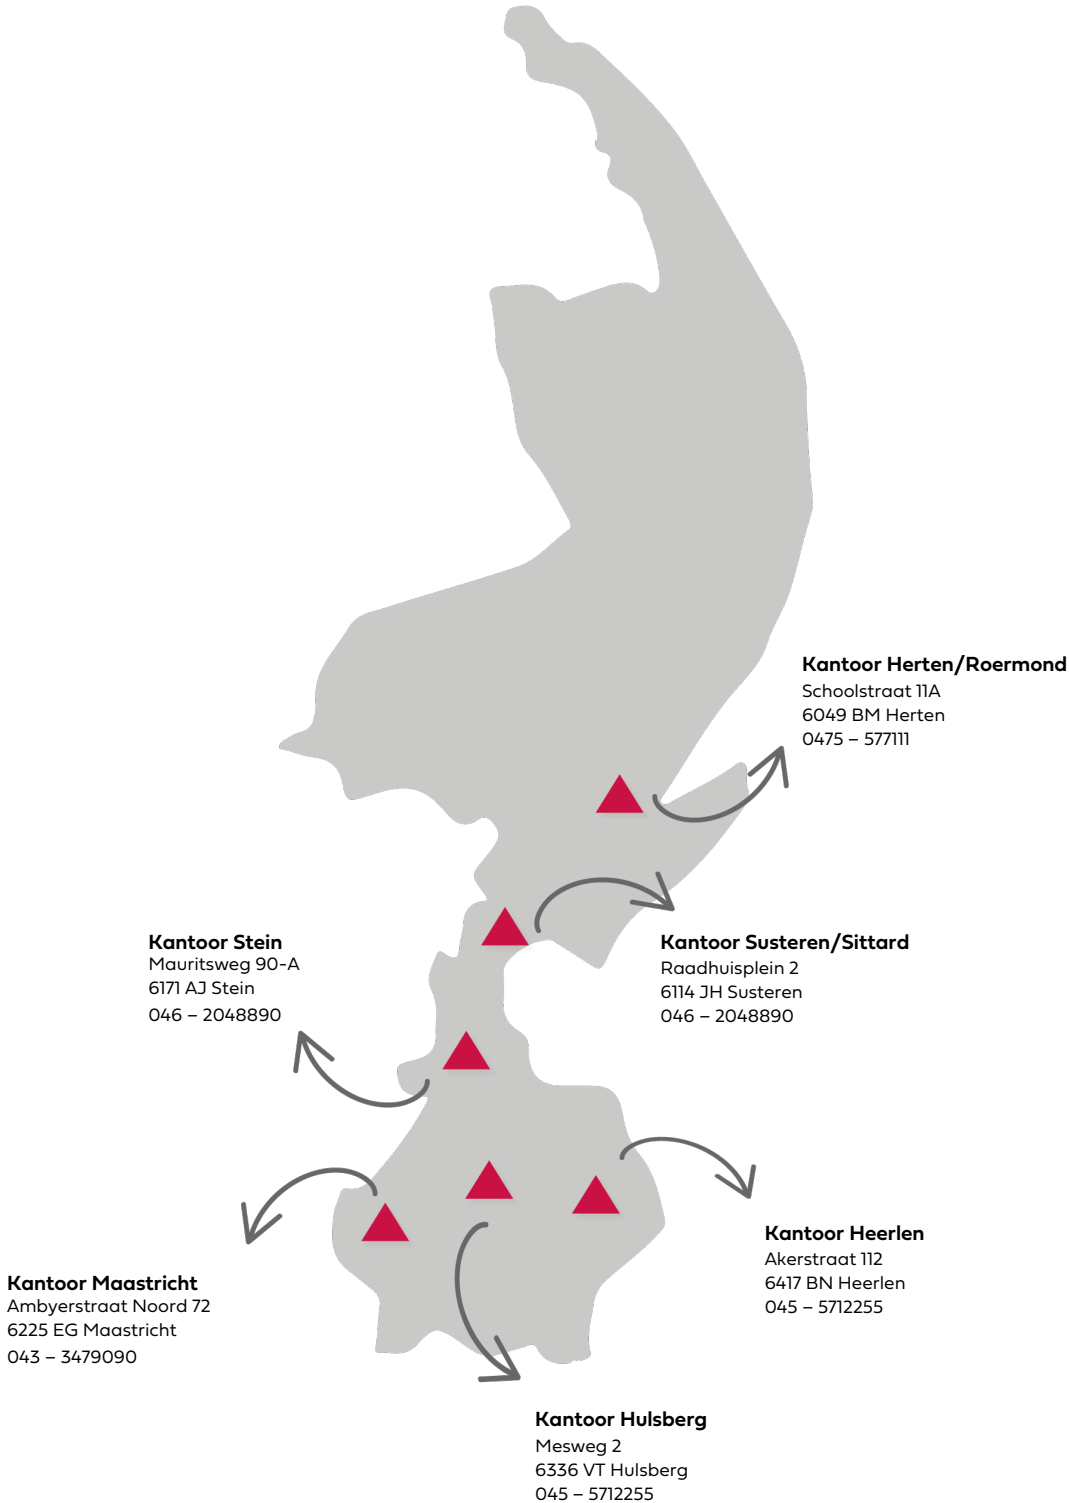 Kantoor Herten/Roermond
Schoolstraat 11A
6049 BM Herten
0475 – 577111
Kantoor Stein
Mauritsweg 90-A
6171 AJ Stein
046 – 2048890
Kantoor Susteren/Sittard
Raadhuisplein 2
6114 JH Susteren
046 – 2048890
Kantoor Heerlen
Akerstraat 112
6417 BN Heerlen
045 – 5712255
Kantoor Maastricht
Ambyerstraat Noord 72
6225 EG Maastricht
043 – 3479090
Kantoor Hulsberg
Mesweg 2
6336 VT Hulsberg
045 – 5712255